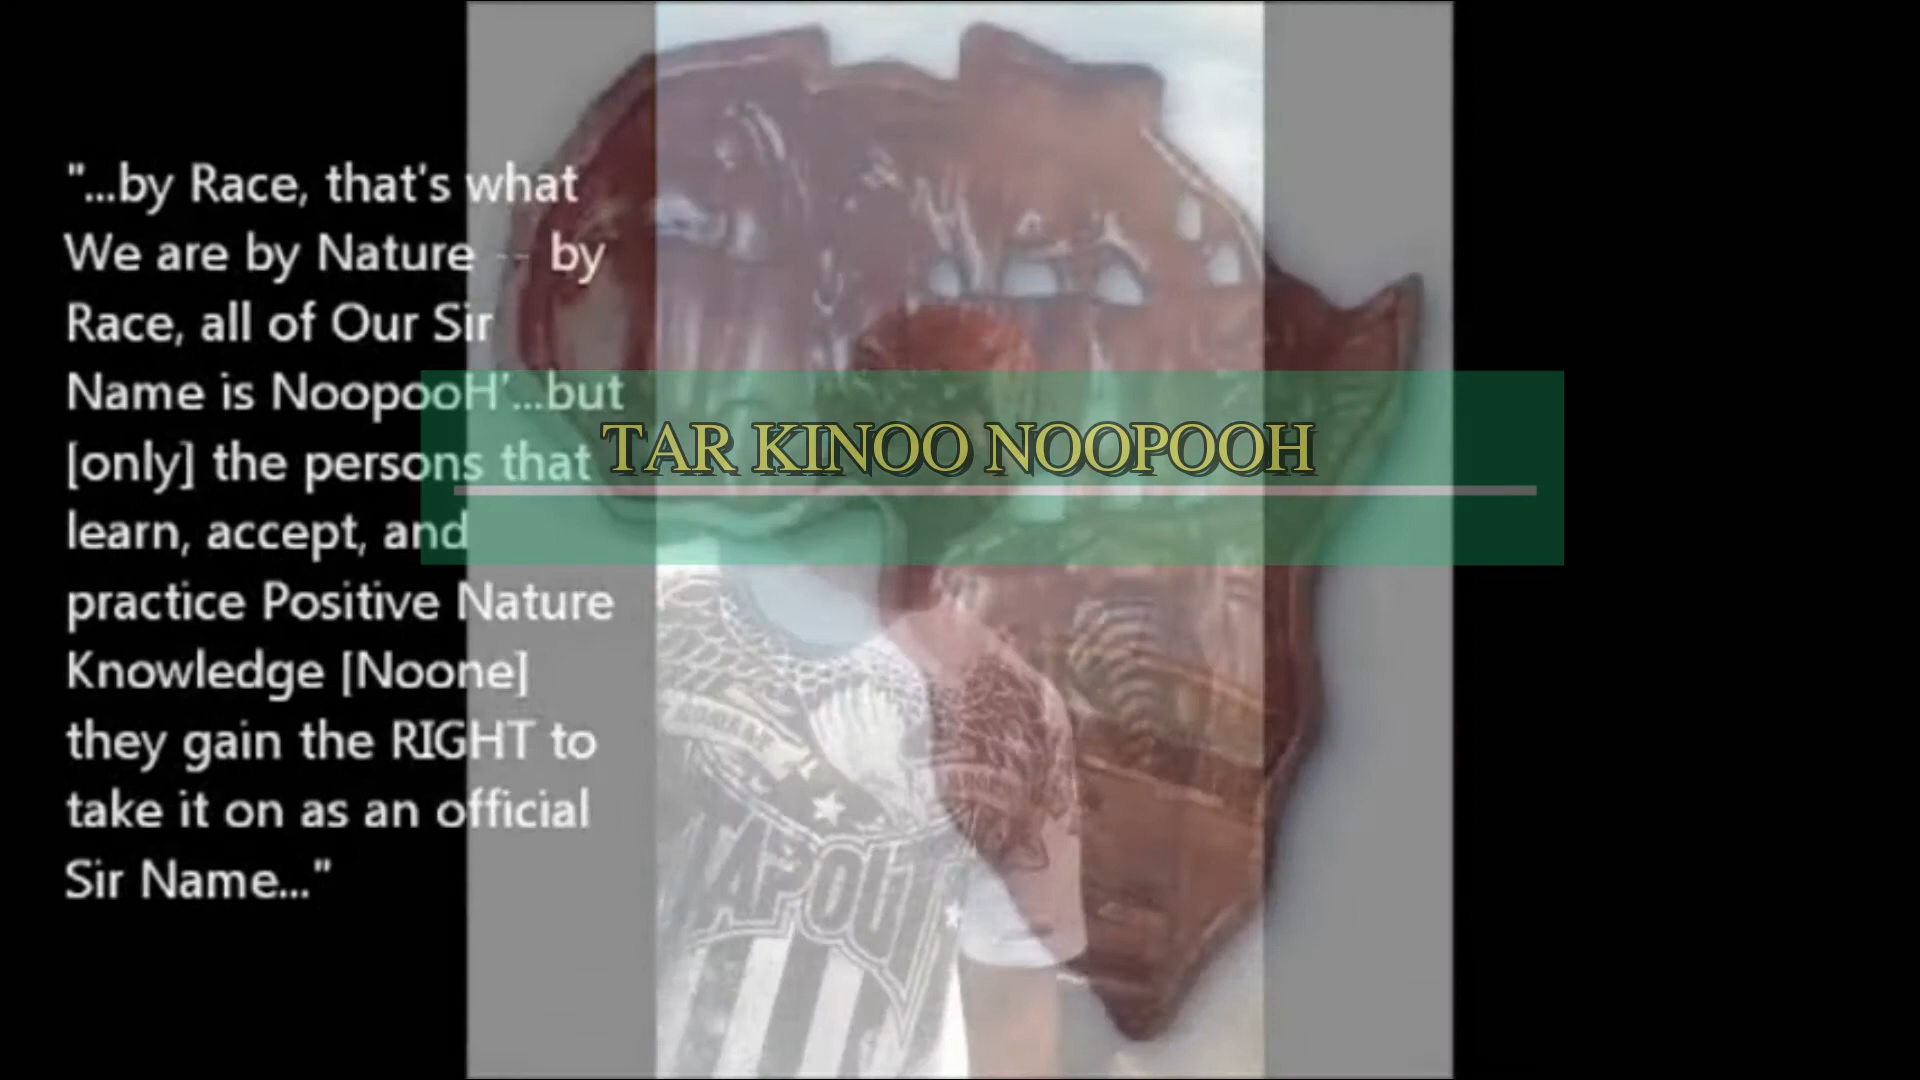 "...by Race, that's what
We are by Nature -- by
Race, all of Our Sir
Name is NoopooH'...but
[only] the persons that
learn, accept, and
practice Positive Nature
Knowledge [Noone]
they gain the RIGHT to
take it on as an official
Sir Name..."
TAR KINOO NOOPOOH
TAPOUT